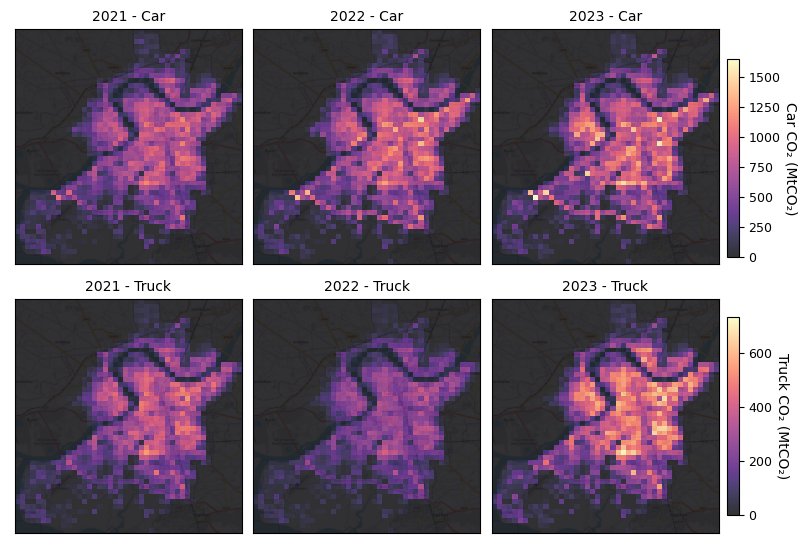 2021 - Car
2022 - Car
2023 - Car
1500
1250
1000
750
500
250
0
Car CO₂ (MtCO₂)
2021 - Truck
2022 - Truck
2023 - Truck
600
400
200
0
Truck CO₂ (MtCO₂)